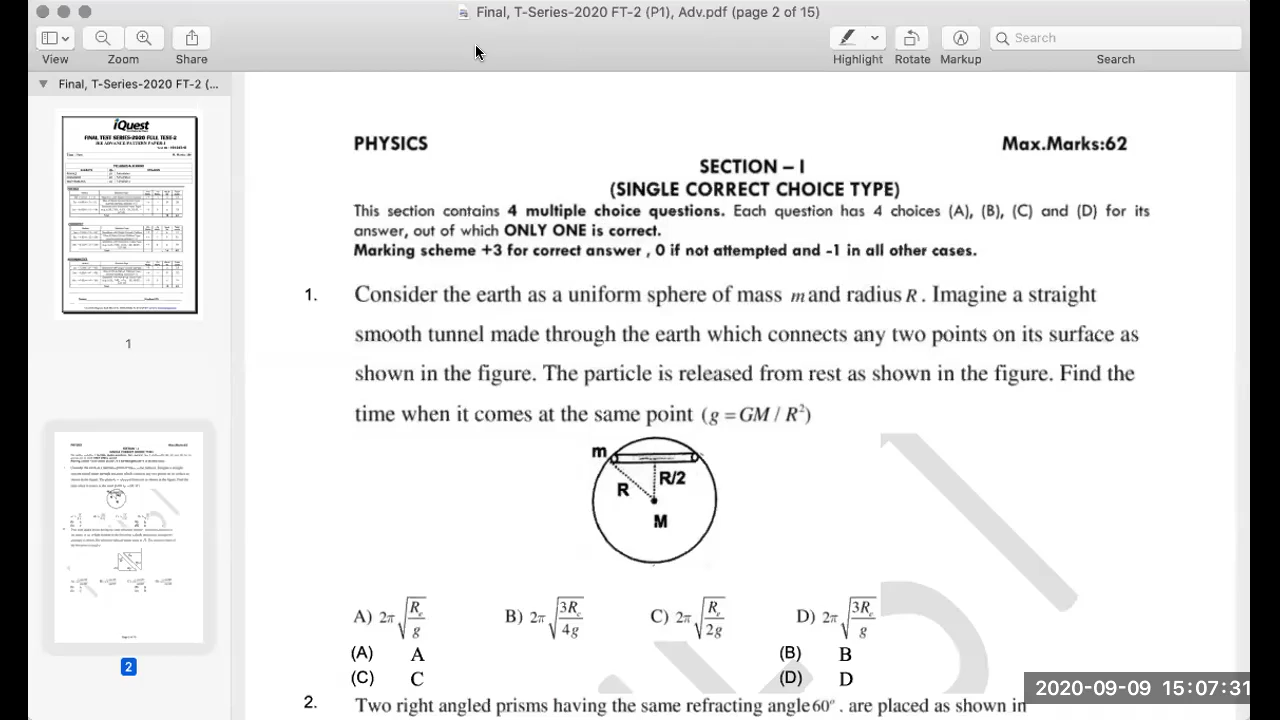 Final, T-Series-2020 FT-2 (P1), Adv.pdf (page 2 of 15)
View Zoom Share Highlight Rotate Markup Search
Search
Final, T-Series-2020 FT-2 (...
iQuest
FINAL TEST SERIES-2020 FULL TEST-2
1
2
PHYSICS Max.Marks:62
SECTION – I
(SINGLE CORRECT CHOICE TYPE)
This section contains 4 multiple choice questions. Each question has 4 choices (A), (B), (C) and (D) for its
answer, out of which ONLY ONE is correct.
Marking scheme +3 for correct answer , 0 if not attempted and -1 in all other cases.
1. Consider the earth as a uniform sphere of mass m and radius R . Imagine a straight
smooth tunnel made through the earth which connects any two points on its surface as
shown in the figure. The particle is released from rest as shown in the figure. Find the
time when it comes at the same point (g = GM / R²)
m
R R/2
M
A) 2π√(Rₑ/g) B) 2π√(3Rₑ/4g) C) 2π√(Rₑ/2g) D) 2π√(3Rₑ/g)
(A) A (B) B
(C) C (D) D
2020-09-09 15:07:31
2. Two right angled prisms having the same refracting angle 60° . are placed as shown in